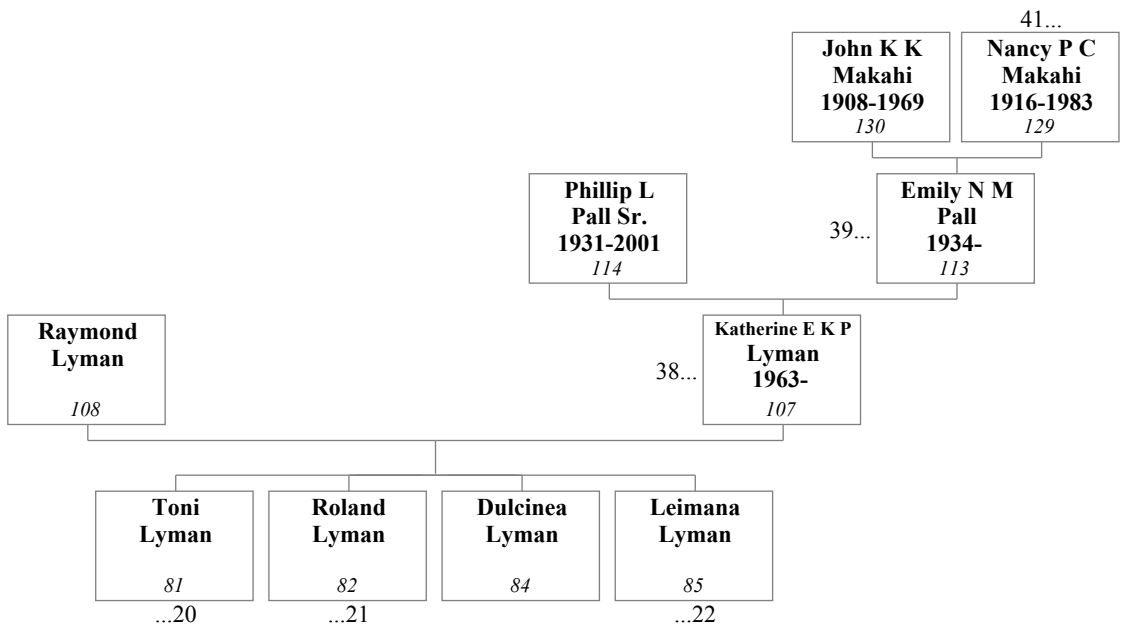 41...
John K K
Makahi
1908-1969
130
Nancy P C
Makahi
1916-1983
129
Phillip L
Pall Sr.
1931-2001
114
39...
Emily N M
Pall
1934-
113
Raymond
Lyman
108
38...
Katherine E K P
Lyman
1963-
107
Toni
Lyman
81
...20
Roland
Lyman
82
...21
Dulcinea
Lyman
84
Leimana
Lyman
85
...22